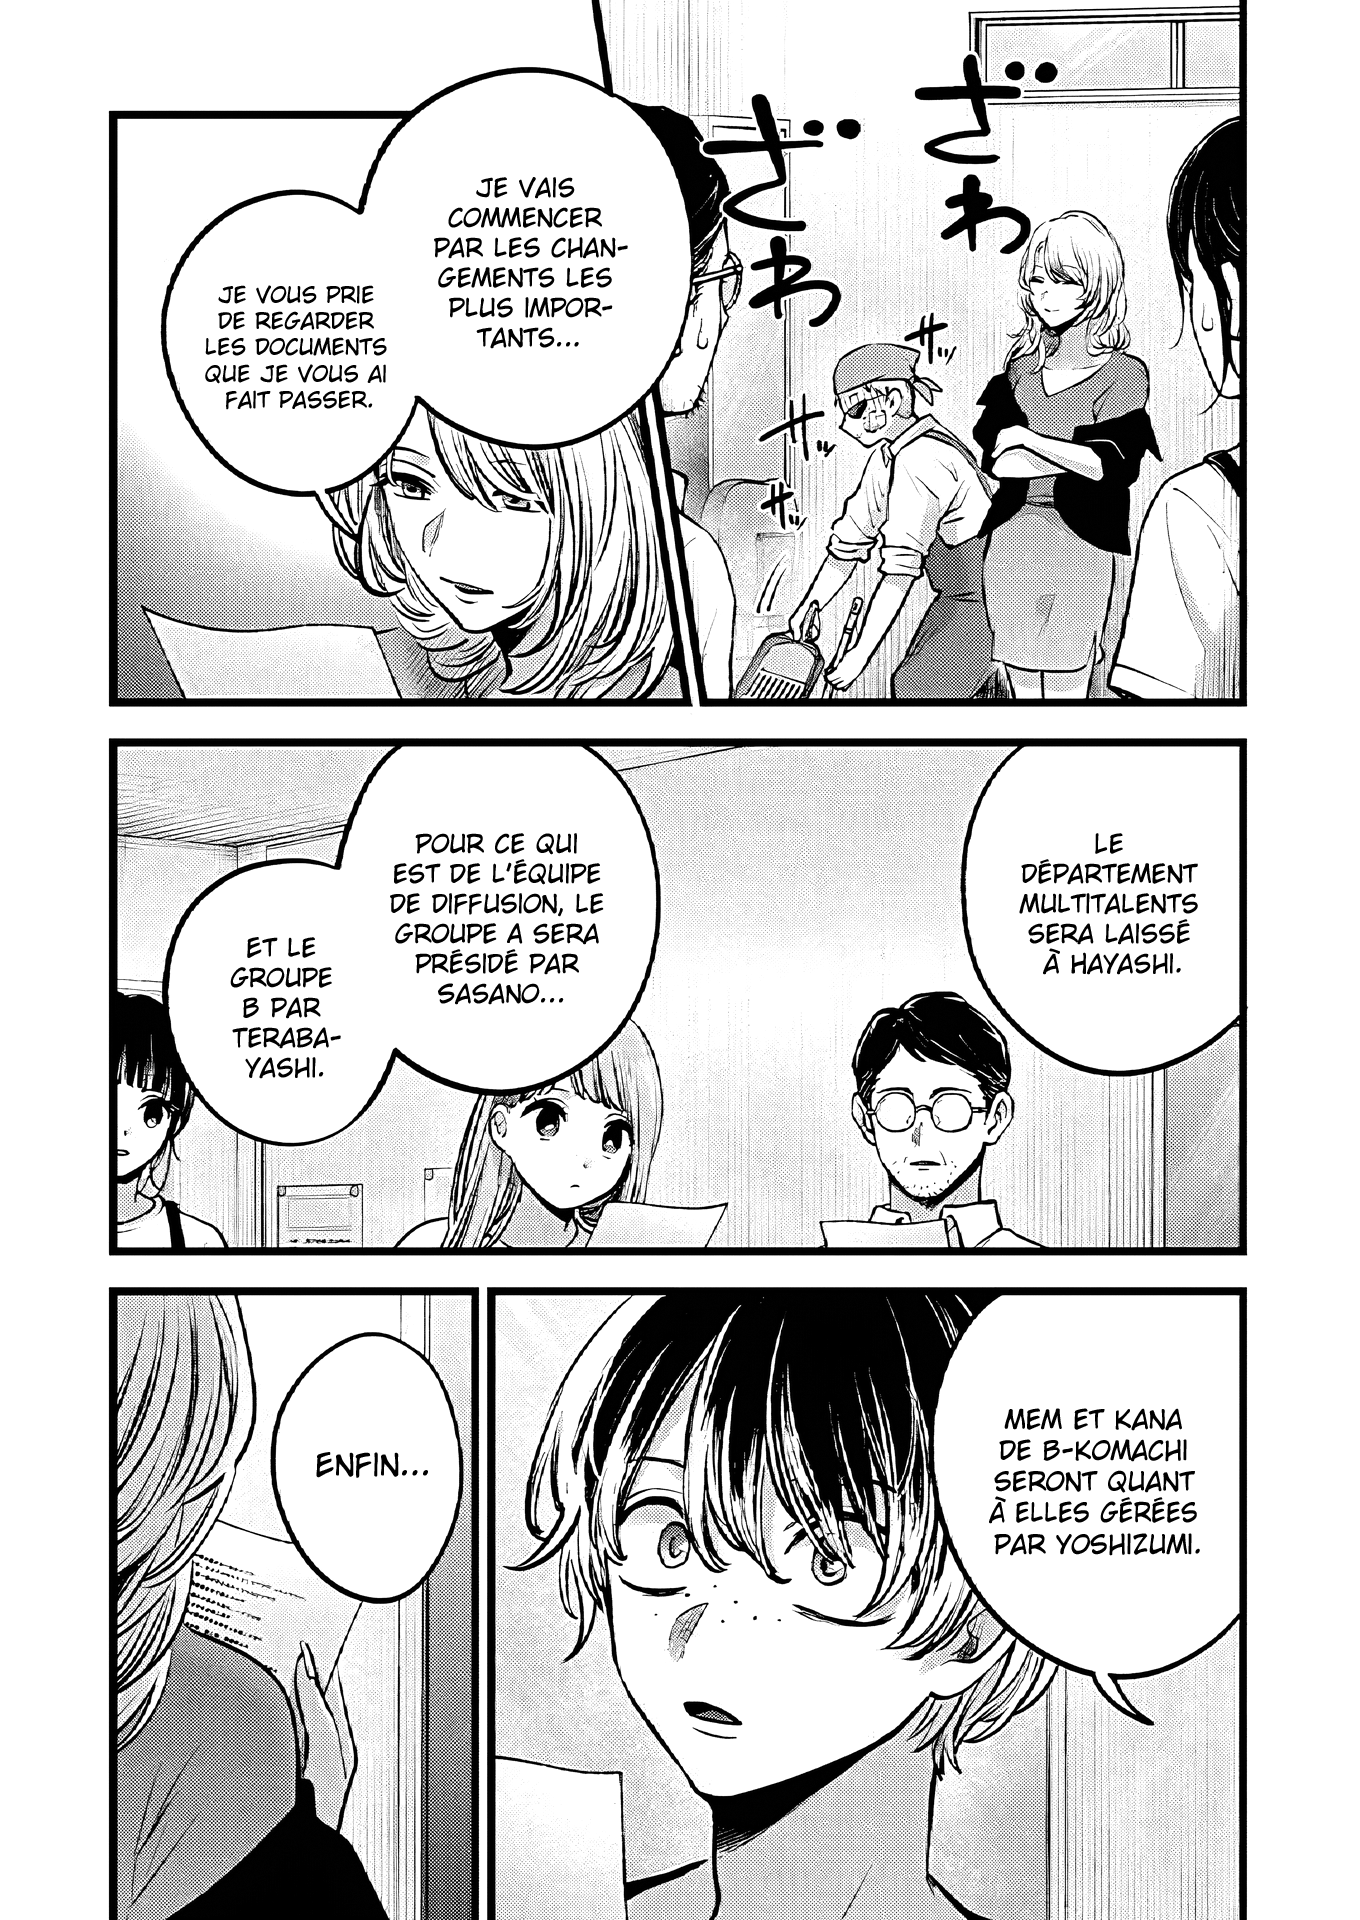 ざわ
ざわ
ザッ
ザッ
ザッ
JE VAIS
COMMENCER
PAR LES CHAN-
GEMENTS LES
PLUS IMPOR-
TANTS...
JE VOUS PRIE
DE REGARDER
LES DOCUMENTS
QUE JE VOUS AI
FAIT PASSER.
LE
DÉPARTEMENT
MULTITALENTS
SERA LAISSÉ
À HAYASHI.
POUR CE QUI
EST DE L'ÉQUIPE
DE DIFFUSION, LE
GROUPE A SERA
PRÉSIDÉ PAR
SASANO...
ET LE
GROUPE
B PAR
TERABA-
YASHI.
MEM ET KANA
DE B-KOMACHI
SERONT QUANT
À ELLES GÉRÉES
PAR YOSHIZUMI.
ENFIN...